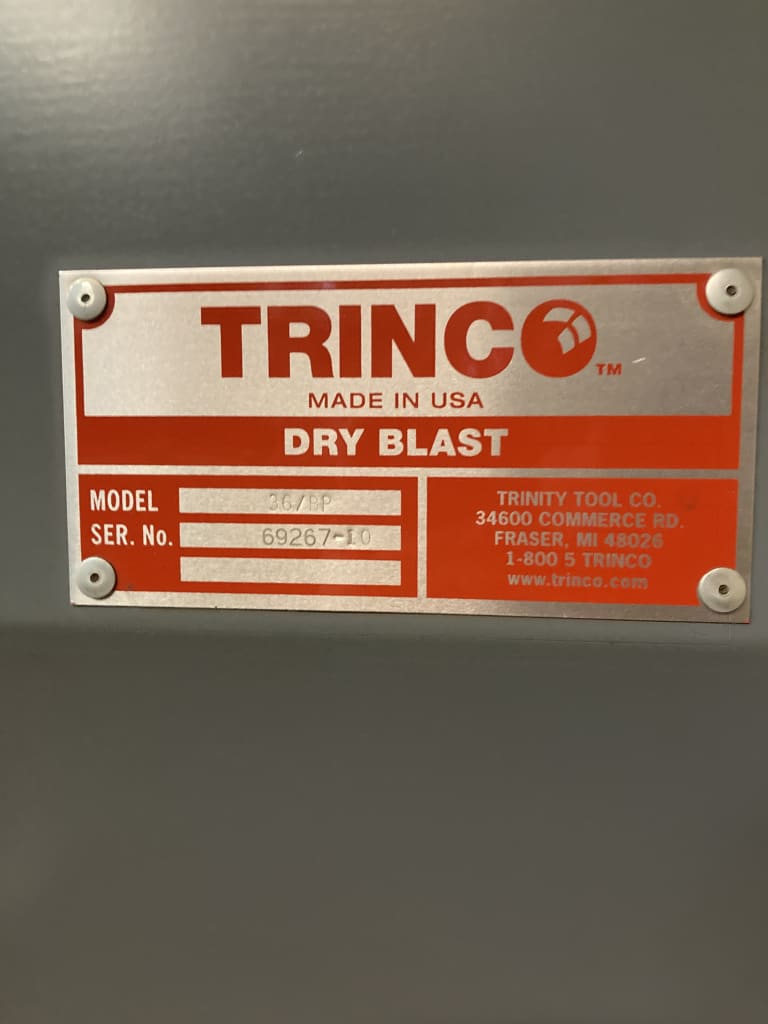 TRINCO™
MADE IN USA
DRY BLAST
MODEL 36/BP
SER. No. 69267-10
TRINITY TOOL CO.
34600 COMMERCE RD.
FRASER, MI 48026
1-800 5 TRINCO
www.trinco.com